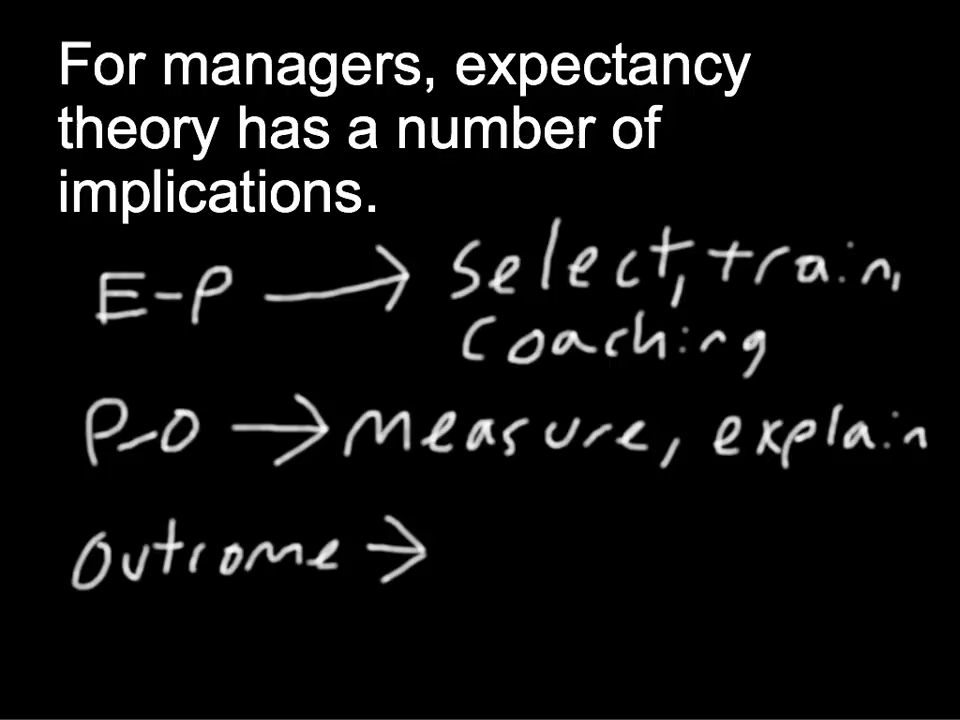 For managers, expectancy
theory has a number of
implications.
E-P → Select, train,
coaching
P-O → Measure, explain
Outcome →